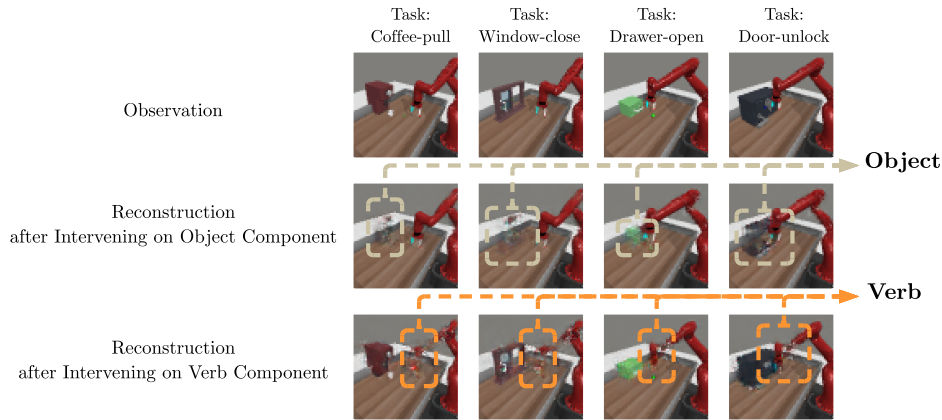 Task:
Coffee-pull
Task:
Window-close
Task:
Drawer-open
Task:
Door-unlock
Observation
Object
Reconstruction
after Intervening on Object Component
Verb
Reconstruction
after Intervening on Verb Component